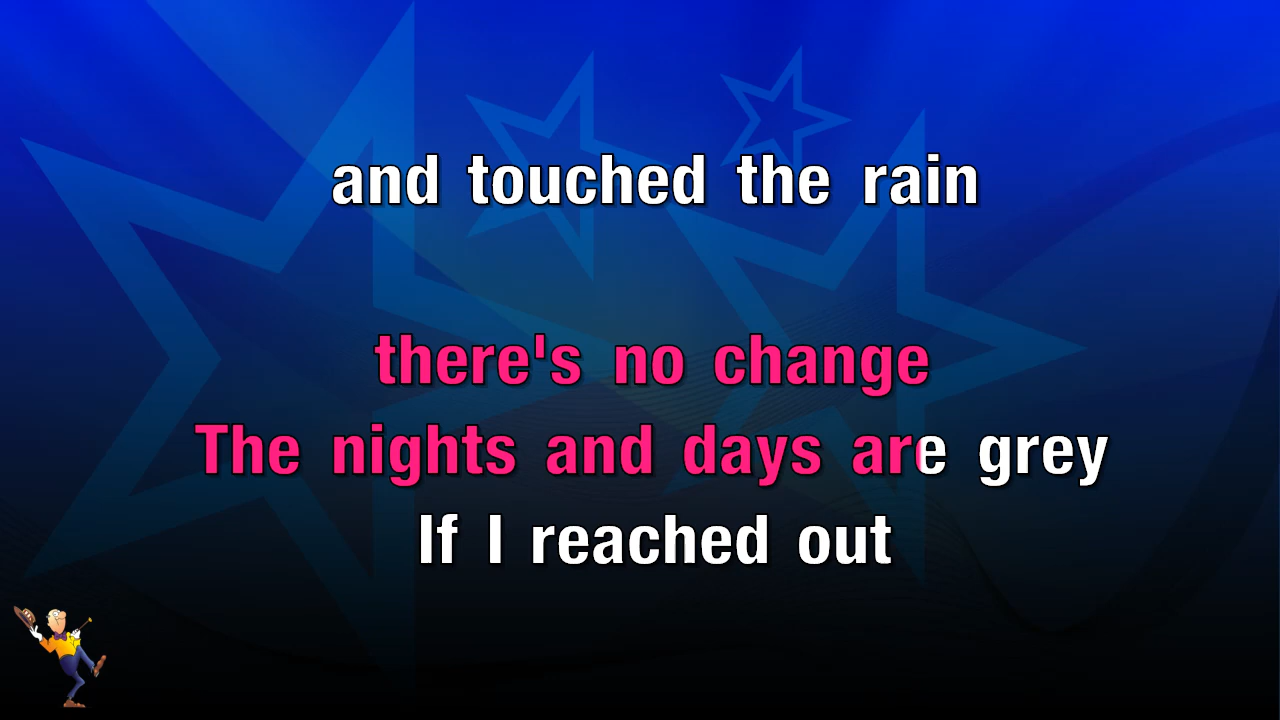 and touched the rain
there's no change
The nights and days are grey
If I reached out